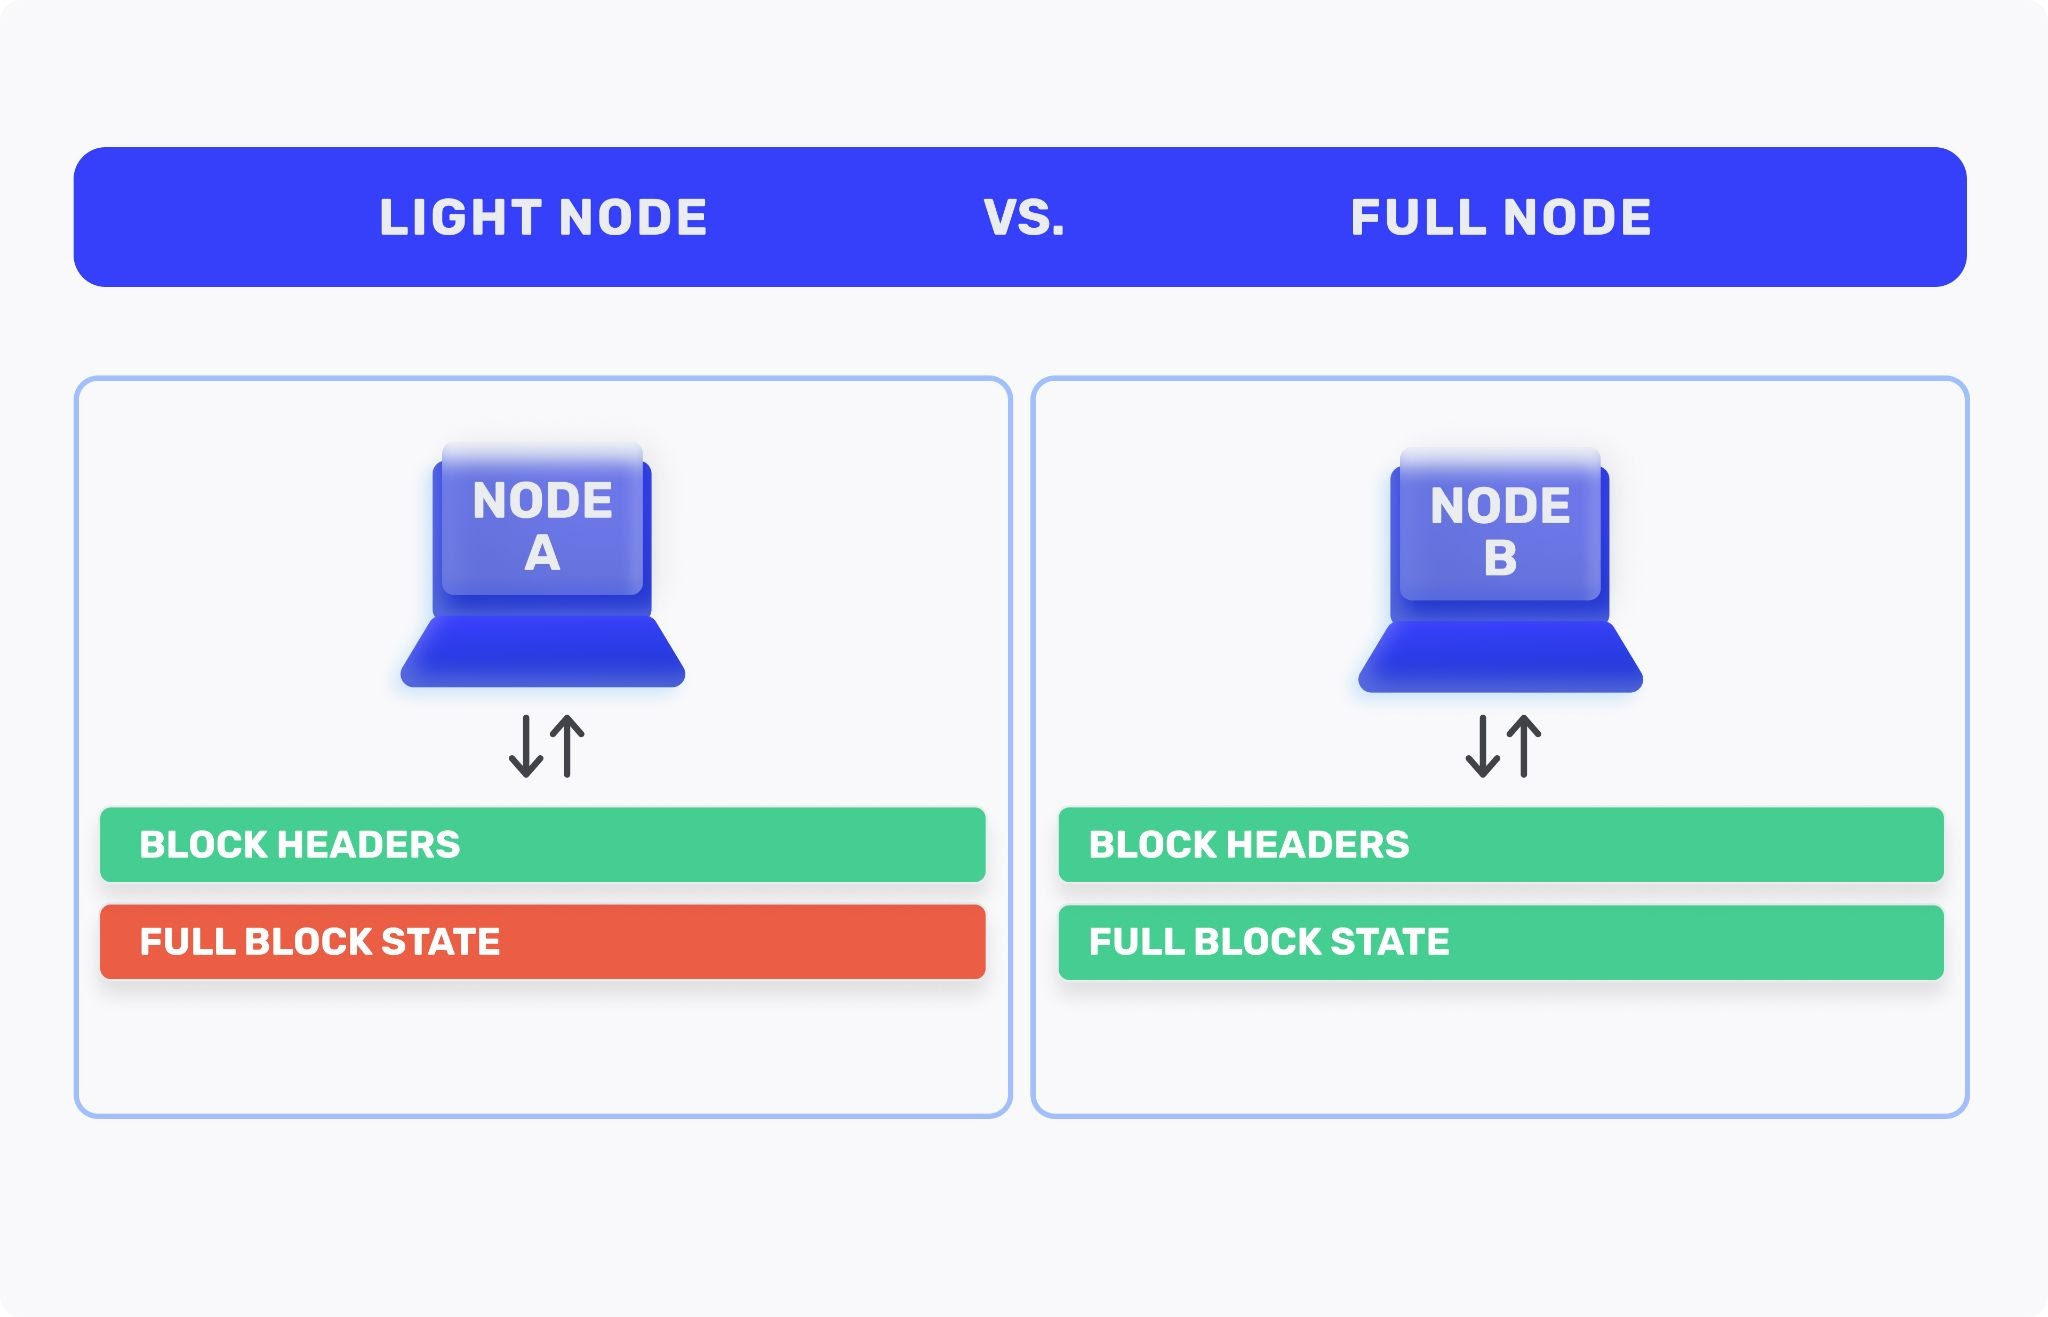 LIGHT NODE VS. FULL NODE
NODE
A
BLOCK HEADERS
FULL BLOCK STATE
NODE
B
BLOCK HEADERS
FULL BLOCK STATE